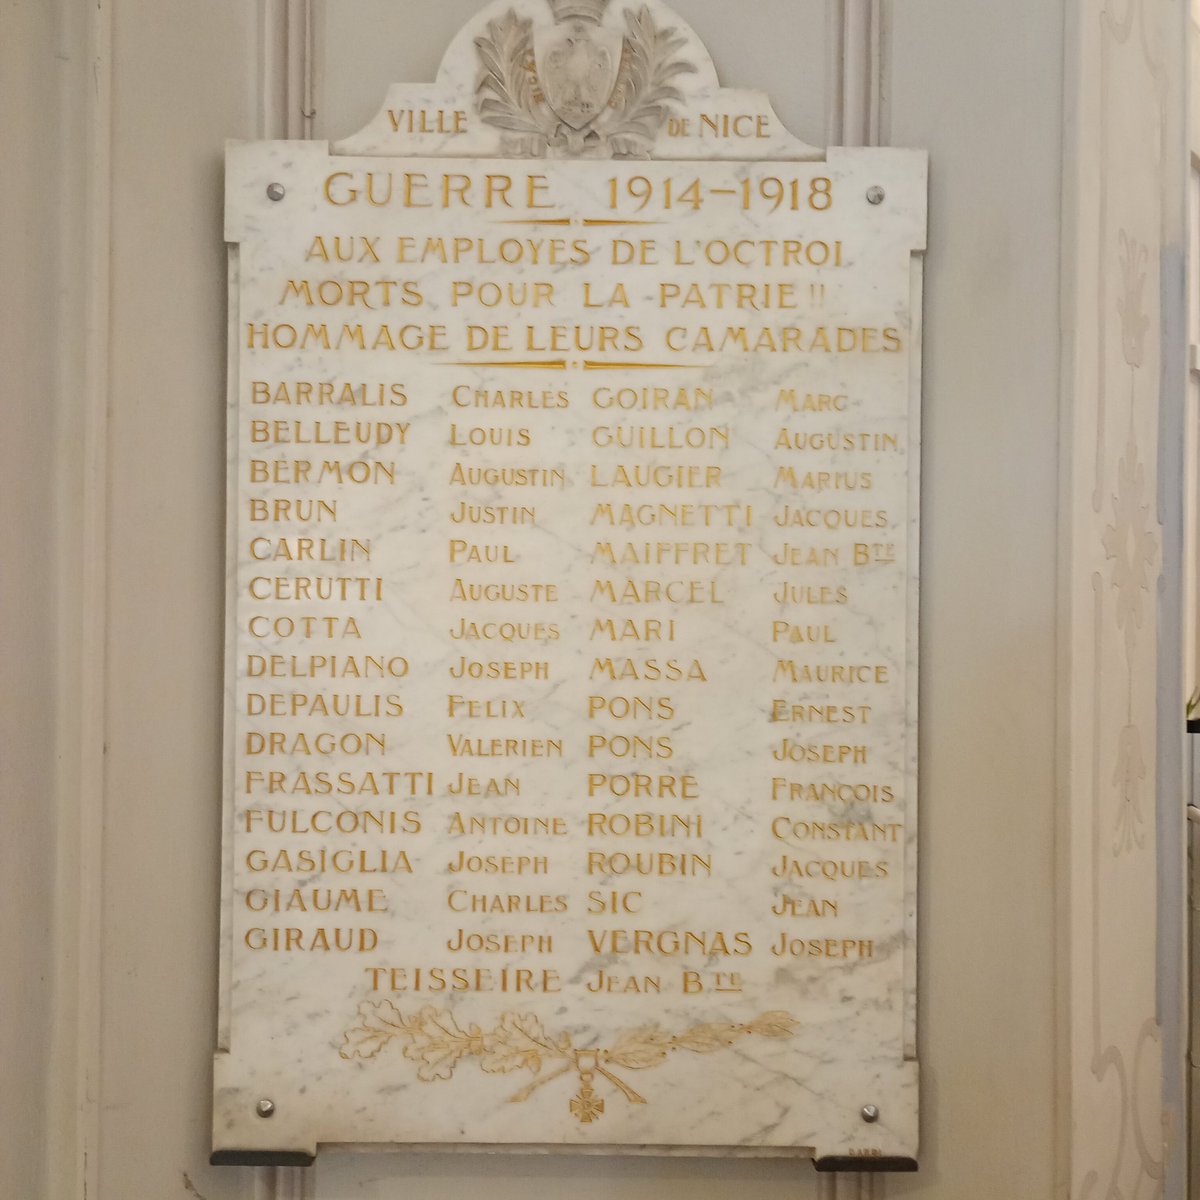 VILLE DE NICE
GUERRE 1914-1918
AUX EMPLOYES DE L'OCTROI
MORTS POUR LA PATRIE !!
HOMMAGE DE LEURS CAMARADES
BARRALIS CHARLES GOIRAN MARC
BELLEUDY LOUIS GUILLON AUGUSTIN
BERMON AUGUSTIN LAUGIER MARIUS
BRUN JUSTIN MAGNETTI JACQUES
CARLIN PAUL MAIFFRET JEAN BTE
CERUTTI AUGUSTE MARCEL JULES
COTTA JACQUES MARI PAUL
DELPIANO JOSEPH MASSA MAURICE
DEPAULIS FELIX PONS ERNEST
DRAGON VALERIEN PONS JOSEPH
FRASSATTI JEAN PORRE FRANÇOIS
FULCONIS ANTOINE ROBINI CONSTANT
GASIGLIA JOSEPH ROUBIN JACQUES
GIAUME CHARLES SIC JEAN
GIRAUD JOSEPH VERGNAS JOSEPH
TEISSEIRE JEAN BTE